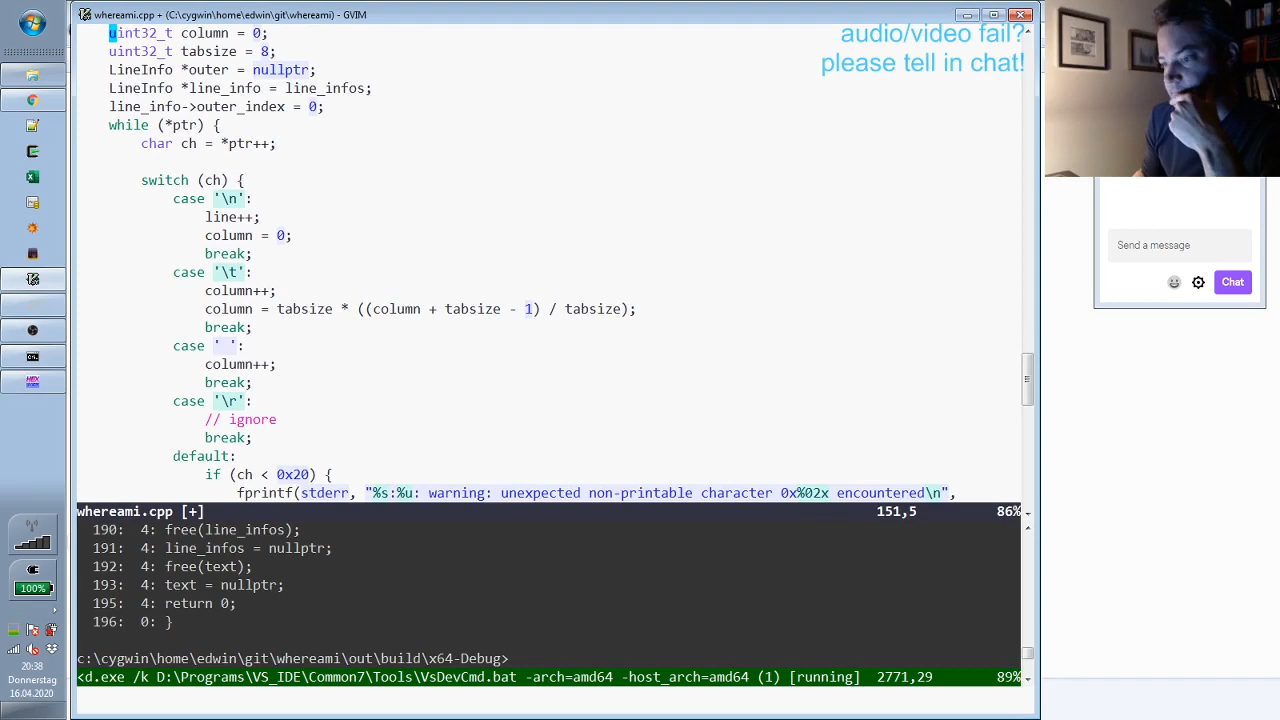 whereami.cpp + (C:\cygwin\home\edwin\git\whereami) - GVIM
audio/video fail?
please tell in chat!
uint32_t column = 0;
uint32_t tabsize = 8;
LineInfo *outer = nullptr;
LineInfo *line_info = line_infos;
line_info->outer_index = 0;
while (*ptr) {
char ch = *ptr++;
switch (ch) {
case '\n':
line++;
column = 0;
break;
case '\t':
column++;
column = tabsize * ((column + tabsize - 1) / tabsize);
break;
case ' ':
column++;
break;
case '\r':
// ignore
break;
default:
if (ch < 0x20) {
fprintf(stderr, "%s:%u: warning: unexpected non-printable character 0x%02x encountered\n",
whereami.cpp [+] 151,5 86%
190: 4: free(line_infos);
191: 4: line_infos = nullptr;
192: 4: free(text);
193: 4: text = nullptr;
195: 4: return 0;
196: 0: }
c:\cygwin\home\edwin\git\whereami\out\build\x64-Debug>
<d.exe /k D:\Programs\VS_IDE\Common7\Tools\VsDevCmd.bat -arch=amd64 -host_arch=amd64 (1) [running] 2771,29 89%
Send a message
Chat
HEX
100%
20:38
Donnerstag
16.04.2020